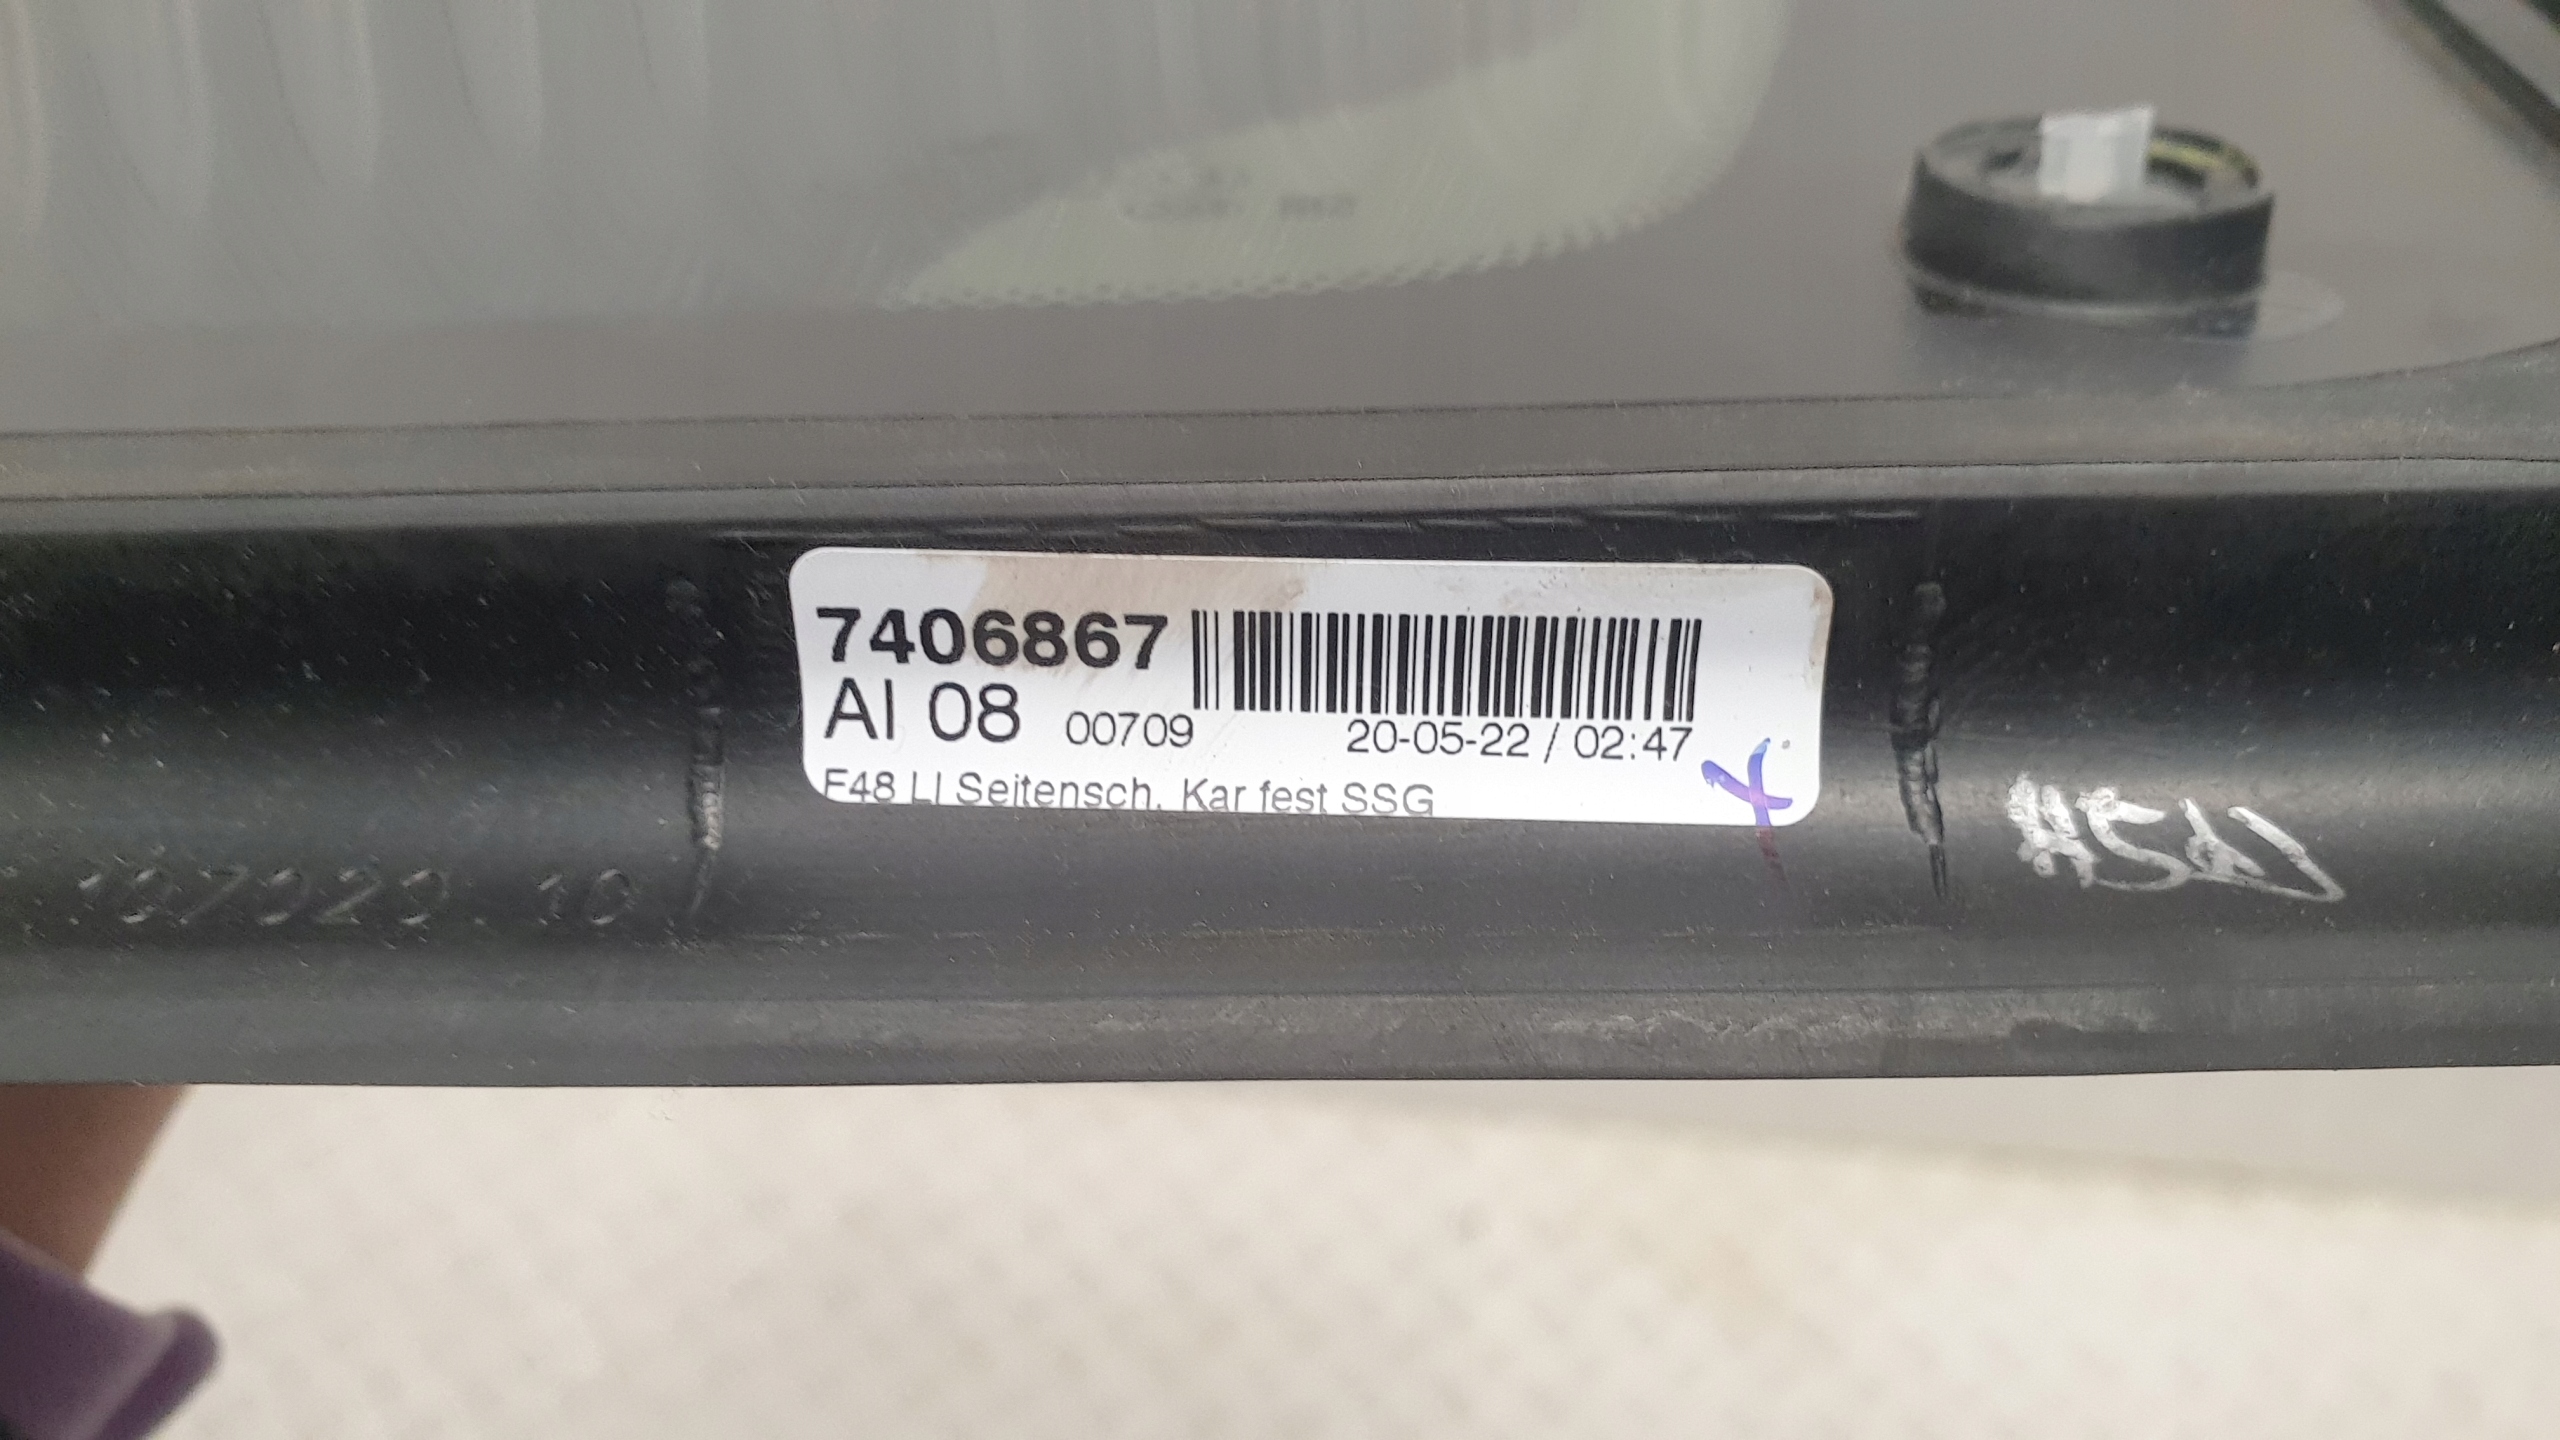 7406867
AI 08 00709 20-05-22 / 02:47
F48 LI Seitensch. Kar fest SSG